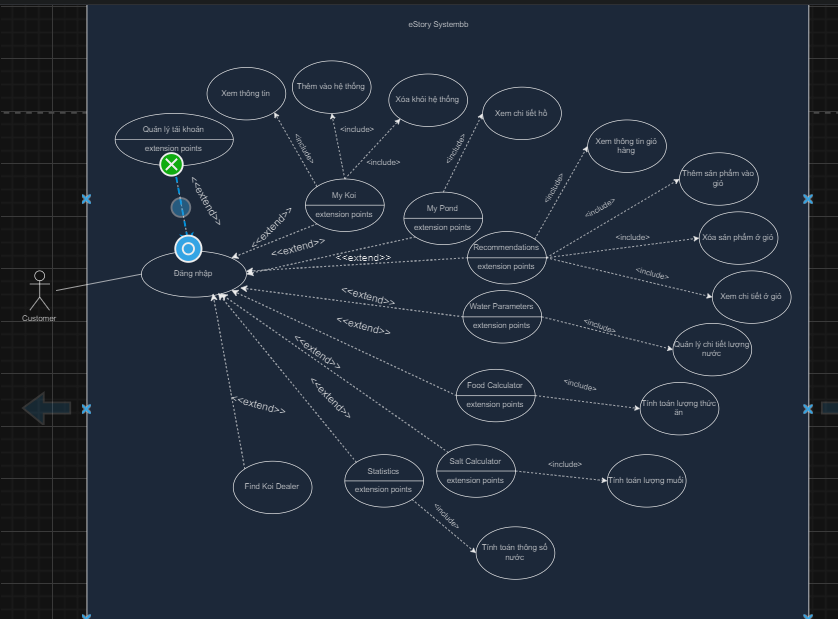 eStory Systembb
Xem thông tin
Thêm vào hệ thống
Xóa khỏi hệ thống
Xem chi tiết hồ
Quản lý tài khoản
extension points
<include>
<include>
<include>
<include>
Xem thông tin giỏ
hàng
Thêm sản phẩm vào
giỏ
<<extend>>
My Koi
extension points
<include>
<include>
My Pond
extension points
<<extend>>
<<extend>>
<<extend>>
Recommendations
extension points
<include>
Xóa sản phẩm ở giỏ
Đăng nhập
<include>
Xem chi tiết ở giỏ
Customer
<<extend>>
<<extend>>
Water Parameters
extension points
<include>
Quản lý chi tiết lượng
nước
<<extend>>
<<extend>>
<<extend>>
Food Calculator
extension points
<include>
Tính toán lượng thức
ăn
Find Koi Dealer
Statistics
extension points
Salt Calculator
extension points
<include>
Tính toán lượng muối
<include>
Tính toán thông số
nước